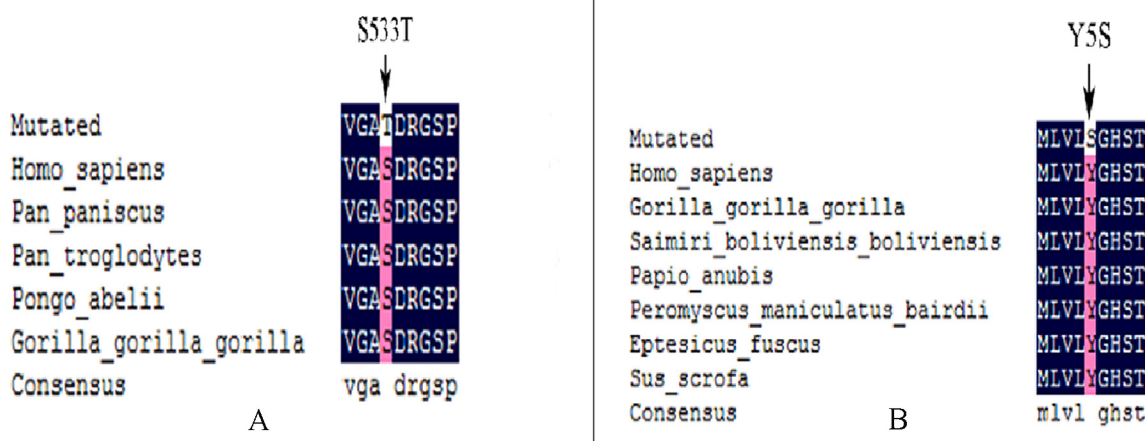 S533T
Mutated VGATDRGSP
Homo_sapiens VGASDRGSP
Pan_paniscus VGASDRGSP
Pan_troglodytes VGASDRGSP
Pongo_abelii VGASDRGSP
Gorilla_gorilla_gorilla VGASDRGSP
Consensus vga drgsp
A
Y5S
Mutated MLVLSGHST
Homo_sapiens MLVLYGHST
Gorilla_gorilla_gorilla MLVLYGHST
Saimiri_boliviensis_boliviensis MLVLYGHST
Papio_anubis MLVLYGHST
Peromyscus_maniculatus_bairdii MLVLYGHST
Eptesicus_fuscus MLVLYGHST
Sus_scrofa MLVLYGHST
Consensus mlvl ghst
B